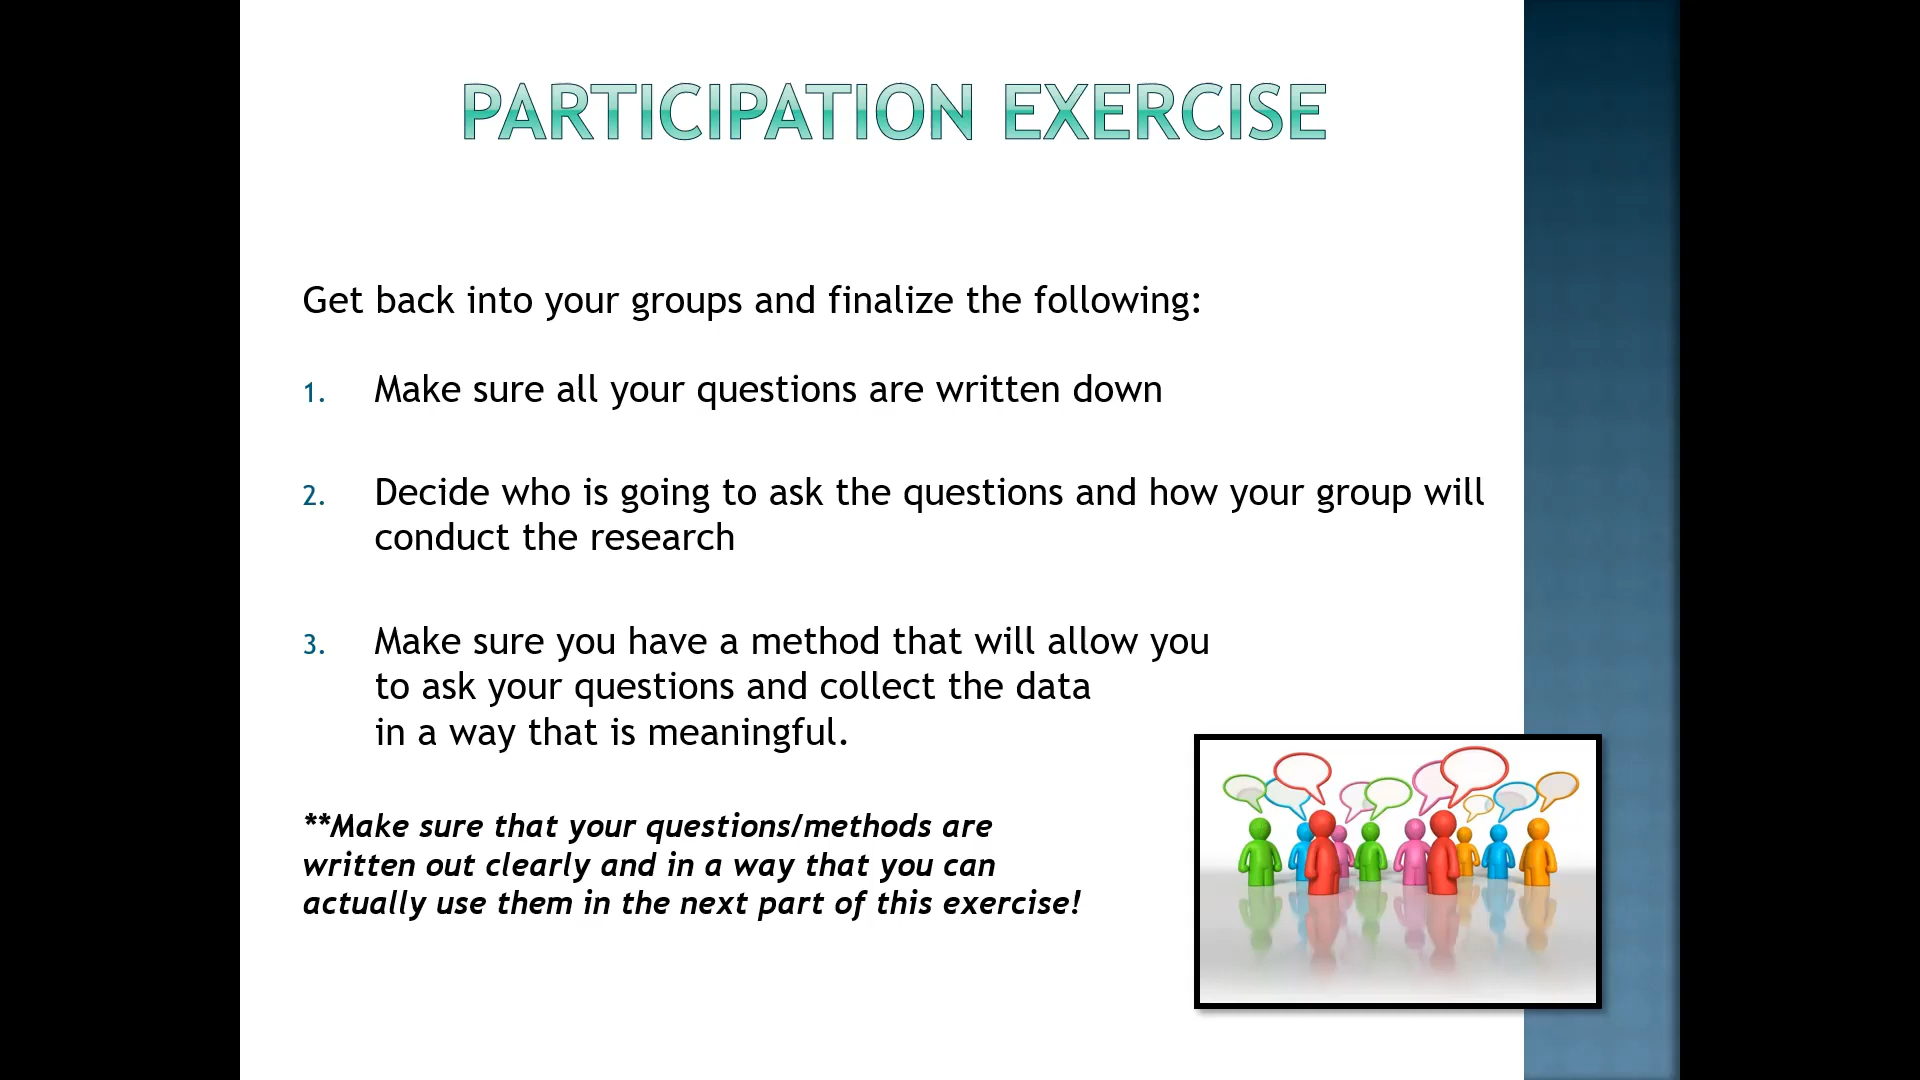 PARTICIPATION EXERCISE
Get back into your groups and finalize the following:
1. Make sure all your questions are written down
2. Decide who is going to ask the questions and how your group will
conduct the research
3. Make sure you have a method that will allow you
to ask your questions and collect the data
in a way that is meaningful.
**Make sure that your questions/methods are
written out clearly and in a way that you can
actually use them in the next part of this exercise!